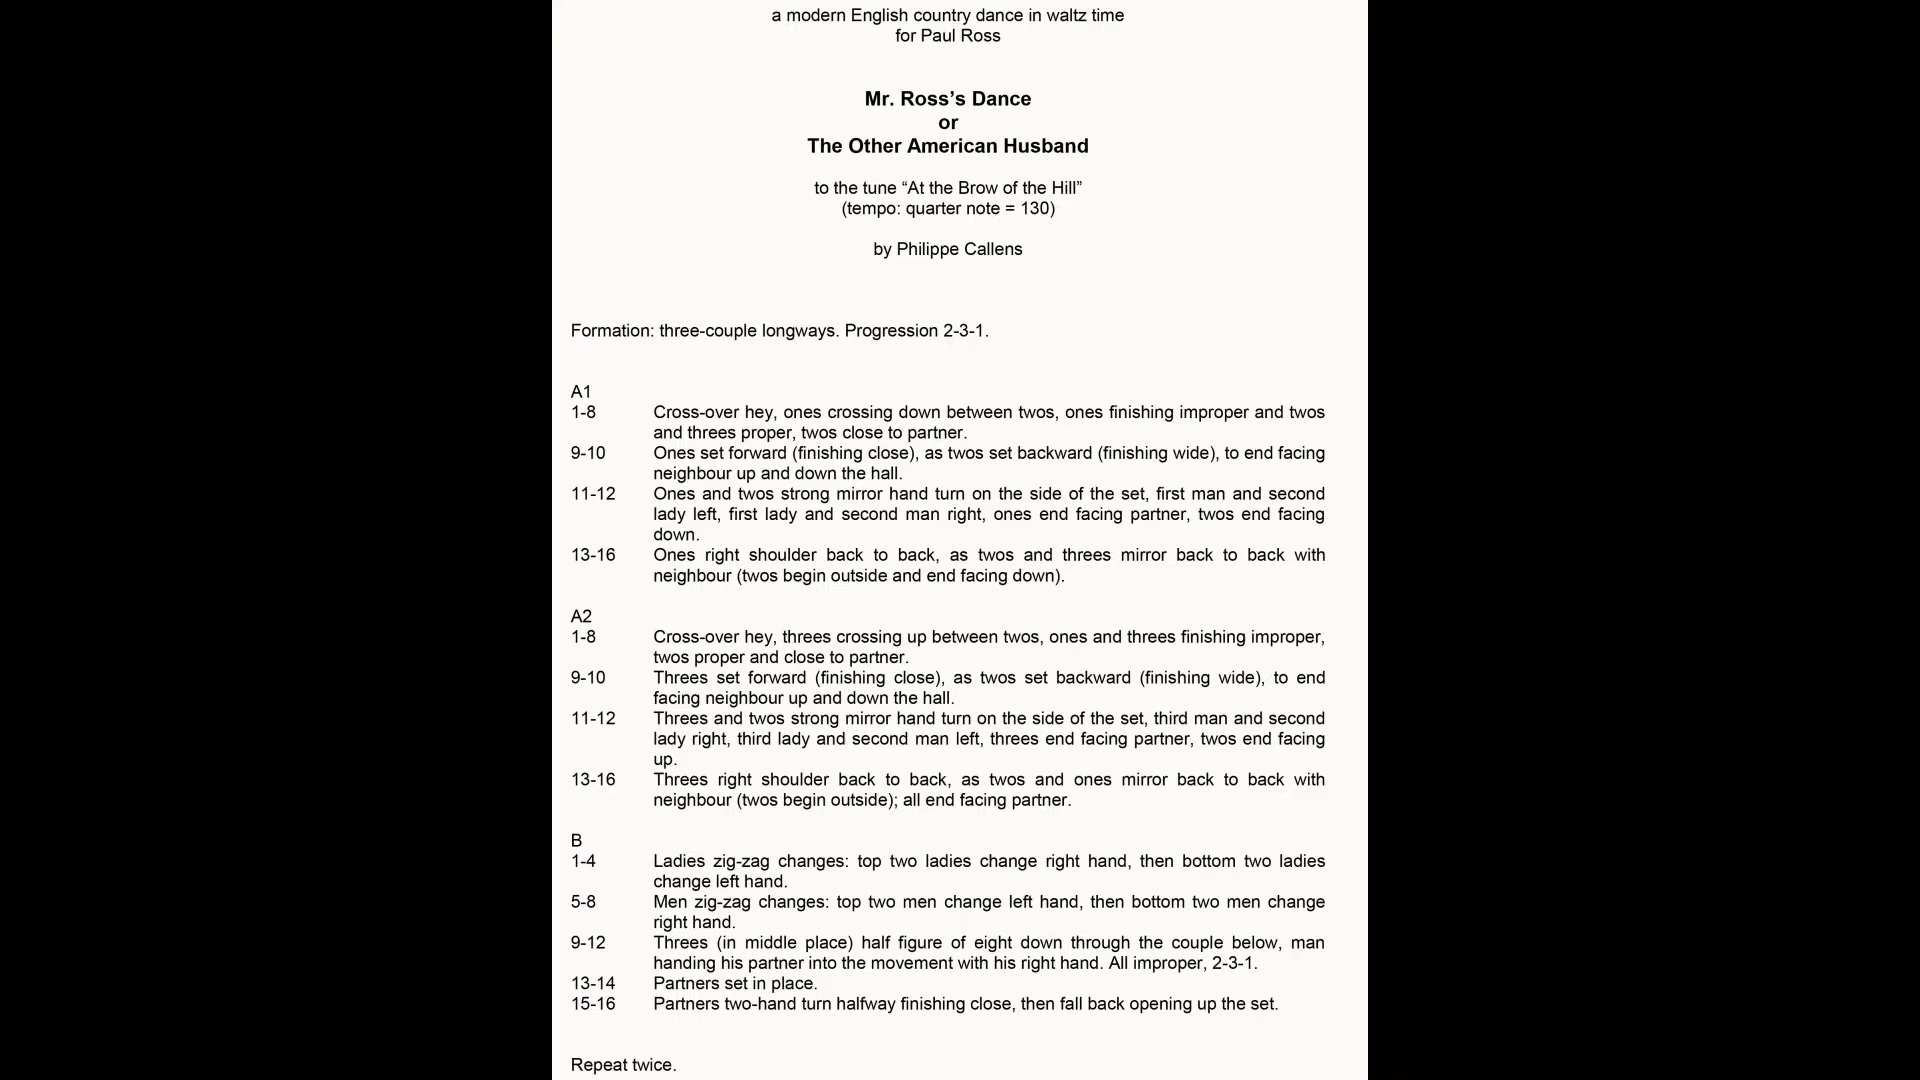 a modern English country dance in waltz time
for Paul Ross
Mr. Ross’s Dance
or
The Other American Husband
to the tune “At the Brow of the Hill”
(tempo: quarter note = 130)
by Philippe Callens
Formation: three-couple longways. Progression 2-3-1.
A1
1-8 Cross-over hey, ones crossing down between twos, ones finishing improper and twos
and threes proper, twos close to partner.
9-10 Ones set forward (finishing close), as twos set backward (finishing wide), to end facing
neighbour up and down the hall.
11-12 Ones and twos strong mirror hand turn on the side of the set, first man and second
lady left, first lady and second man right, ones end facing partner, twos end facing
down.
13-16 Ones right shoulder back to back, as twos and threes mirror back to back with
neighbour (twos begin outside and end facing down).
A2
1-8 Cross-over hey, threes crossing up between twos, ones and threes finishing improper,
twos proper and close to partner.
9-10 Threes set forward (finishing close), as twos set backward (finishing wide), to end
facing neighbour up and down the hall.
11-12 Threes and twos strong mirror hand turn on the side of the set, third man and second
lady right, third lady and second man left, threes end facing partner, twos end facing
up.
13-16 Threes right shoulder back to back, as twos and ones mirror back to back with
neighbour (twos begin outside); all end facing partner.
B
1-4 Ladies zig-zag changes: top two ladies change right hand, then bottom two ladies
change left hand.
5-8 Men zig-zag changes: top two men change left hand, then bottom two men change
right hand.
9-12 Threes (in middle place) half figure of eight down through the couple below, man
handing his partner into the movement with his right hand. All improper, 2-3-1.
13-14 Partners set in place.
15-16 Partners two-hand turn halfway finishing close, then fall back opening up the set.
Repeat twice.